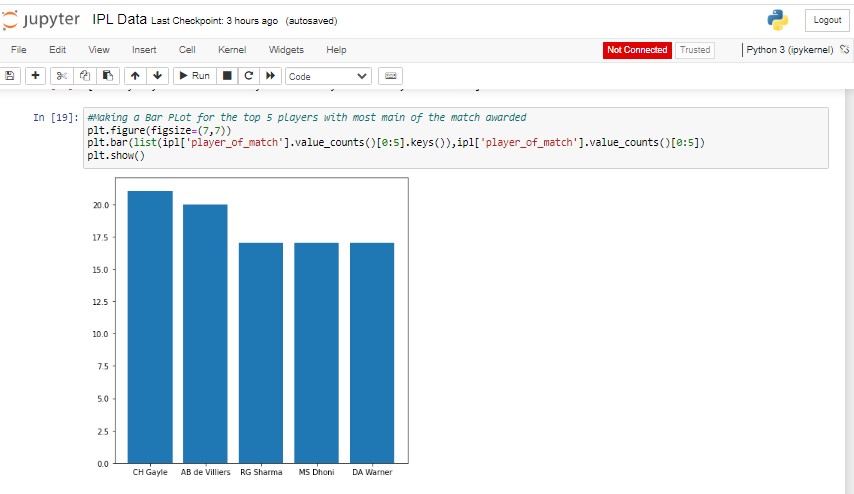 jupyter IPL Data Last Checkpoint: 3 hours ago (autosaved)
Logout
File Edit View Insert Cell Kernel Widgets Help
Not Connected Trusted Python 3 (ipykernel)
Run Code
In [19]: #Making a Bar PLot for the top 5 players with most main of the match awarded
plt.figure(figsize=(7,7))
plt.bar(list(ipl['player_of_match'].value_counts()[0:5].keys()),ipl['player_of_match'].value_counts()[0:5])
plt.show()
20.0
17.5
15.0
12.5
10.0
7.5
5.0
2.5
0.0
CH Gayle AB de Villiers RG Sharma MS Dhoni DA Warner